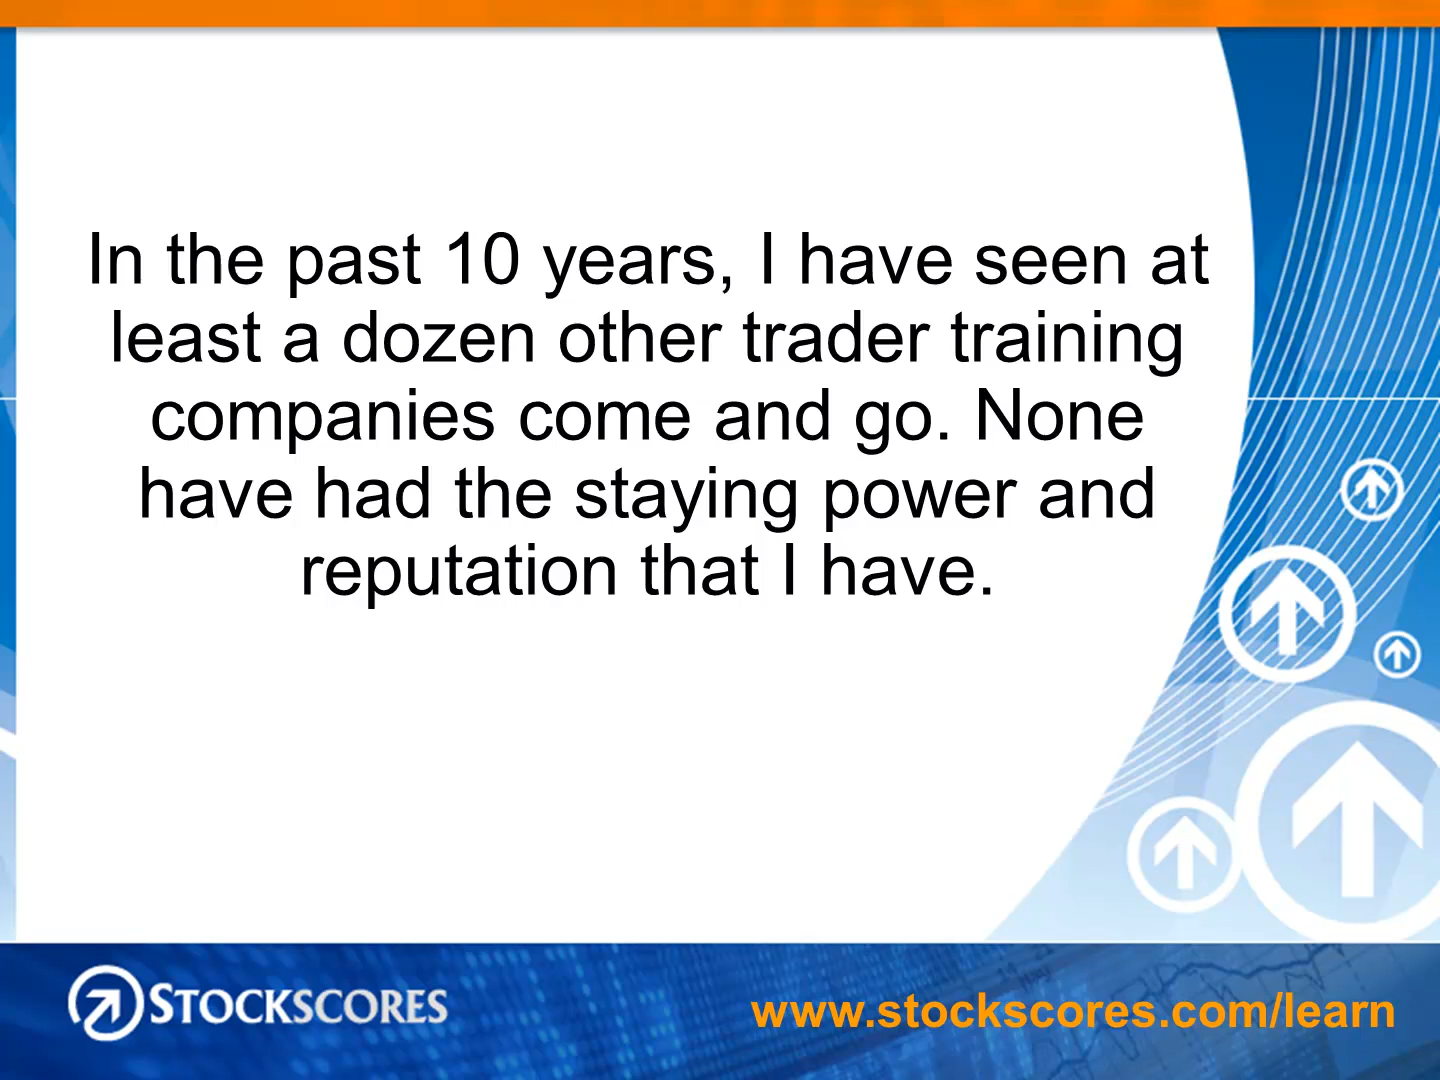 In the past 10 years, I have seen at
least a dozen other trader training
companies come and go. None
have had the staying power and
reputation that I have.
STOCKSCORES
www.stockscores.com/learn